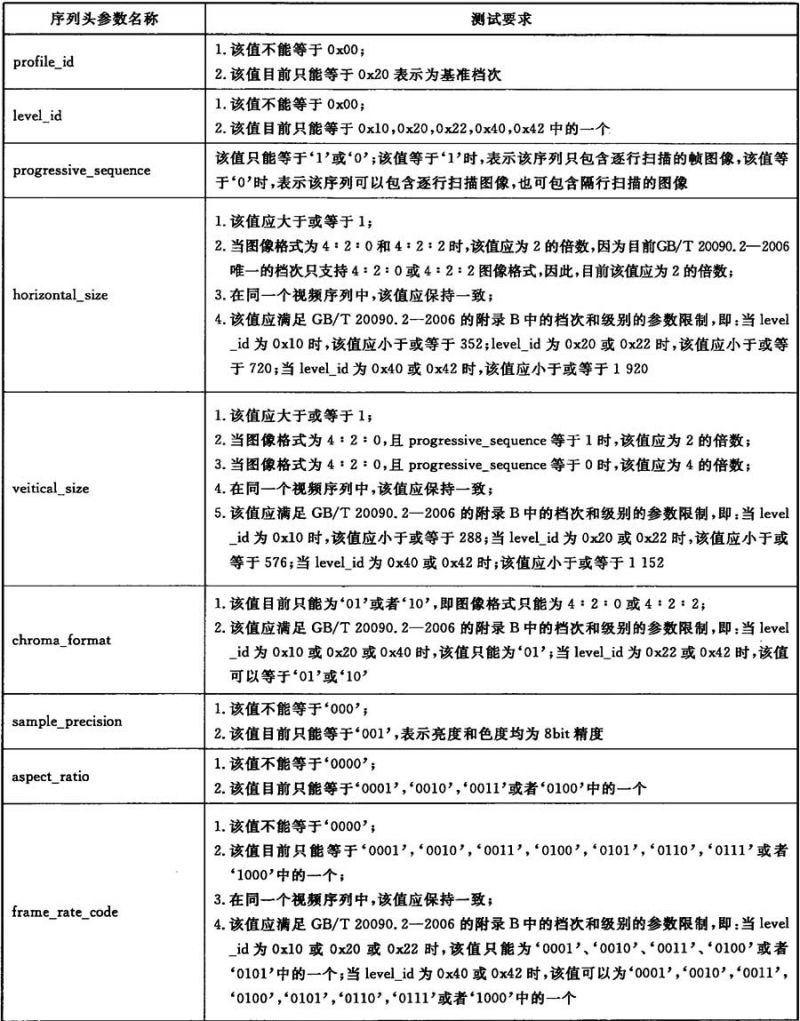 序列头参数名称 测试要求
profile_id
1. 该值不能等于 0x00;
2. 该值目前只能等于 0x20 表示为基准档次
level_id
1. 该值不能等于 0x00;
2. 该值目前只能等于 0x10,0x20,0x22,0x40,0x42 中的一个
progressive_sequence
该值只能等于‘1’或‘0’;该值等于‘1’时,表示该序列只包含逐行扫描的帧图像,该值等
于‘0’时,表示该序列可以包含逐行扫描图像,也可包含隔行扫描的图像
horizontal_size
1. 该值应大于或等于 1;
2. 当图像格式为 4:2:0 和 4:2:2 时,该值应为 2 的倍数,因为目前GB/T 20090.2—2006
唯一的档次只支持 4:2:0 或 4:2:2 图像格式,因此,目前该值应为 2 的倍数;
3. 在同一个视频序列中,该值应保持一致;
4. 该值应满足 GB/T 20090.2—2006 的附录 B 中的档次和级别的参数限制,即:当 level
_id 为 0x10 时,该值应小于或等于 352;level_id 为 0x20 或 0x22 时,该值应小于或等
于 720;当 level_id 为 0x40 或 0x42 时,该值应小于或等于 1 920
veitical_size
1. 该值应大于或等于 1;
2. 当图像格式为 4:2:0,且 progressive_sequence 等于 1 时,该值应为 2 的倍数;
3. 当图像格式为 4:2:0,且 progressive_sequence 等于 0 时,该值应为 4 的倍数;
4. 在同一个视频序列中,该值应保持一致;
5. 该值应满足 GB/T 20090.2—2006 的附录 B 中的档次和级别的参数限制,即:当 level
_id 为 0x10 时,该值应小于或等于 288;当 level_id 为 0x20 或 0x22 时,该值应小于或
等于 576;当 level_id 为 0x40 或 0x42 时;该值应小于或等于 1 152
chroma_format
1. 该值目前只能为‘01’或者‘10’,即图像格式只能为 4:2:0 或 4:2:2;
2. 该值应满足 GB/T 20090.2—2006 的附录 B 中的档次和级别的参数限制,即:当 level
_id 为 0x10 或 0x20 或 0x40 时,该值只能为‘01’;当 level_id 为 0x22 或 0x42 时,该值
可以等于‘01’或‘10’
sample_precision
1. 该值不能等于‘000’;
2. 该值目前只能等于‘001’,表示亮度和色度均为 8bit 精度
aspect_ratio
1. 该值不能等于‘0000’;
2. 该值目前只能等于‘0001’,‘0010’,‘0011’或者‘0100’中的一个
frame_rate_code
1. 该值不能等于‘0000’;
2. 该值目前只能等于‘0001’,‘0010’,‘0011’,‘0100’,‘0101’,‘0110’,‘0111’或者
‘1000’中的一个;
3. 在同一个视频序列中,该值应保持一致;
4. 该值应满足 GB/T 20090.2—2006 的附录 B 中的档次和级别的参数限制,即:当 level
_id 为 0x10 或 0x20 或 0x22 时,该值只能为‘0001’、‘0010’、‘0011’、‘0100’或者
‘0101’中的一个;当 level_id 为 0x40 或 0x42 时,该值可以为‘0001’,‘0010’,‘0011’,
‘0100’,‘0101’,‘0110’,‘0111’或者‘1000’中的一个